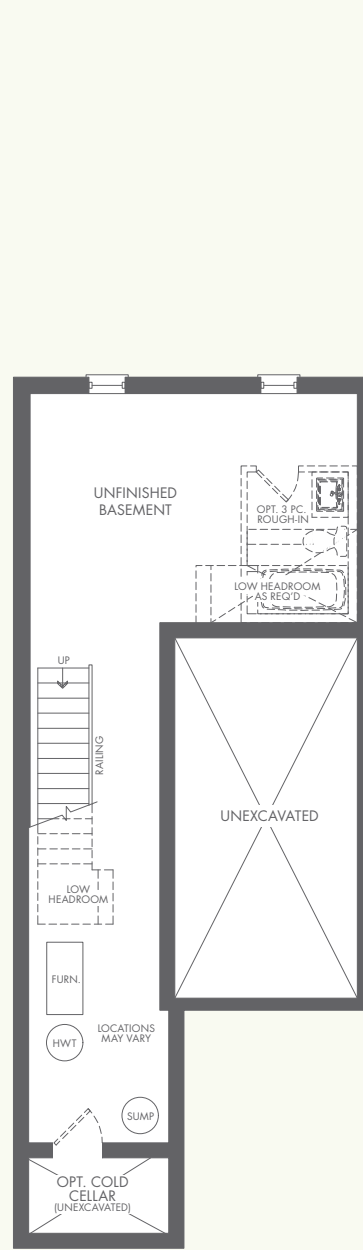 UNFINISHED
BASEMENT
OPT. 3 PC.
ROUGH-IN
LOW HEADROOM
AS REQ'D
UP
RAILING
UNEXCAVATED
LOW
HEADROOM
FURN.
HWT
LOCATIONS
MAY VARY
SUMP
OPT. COLD
CELLAR
(UNEXCAVATED)